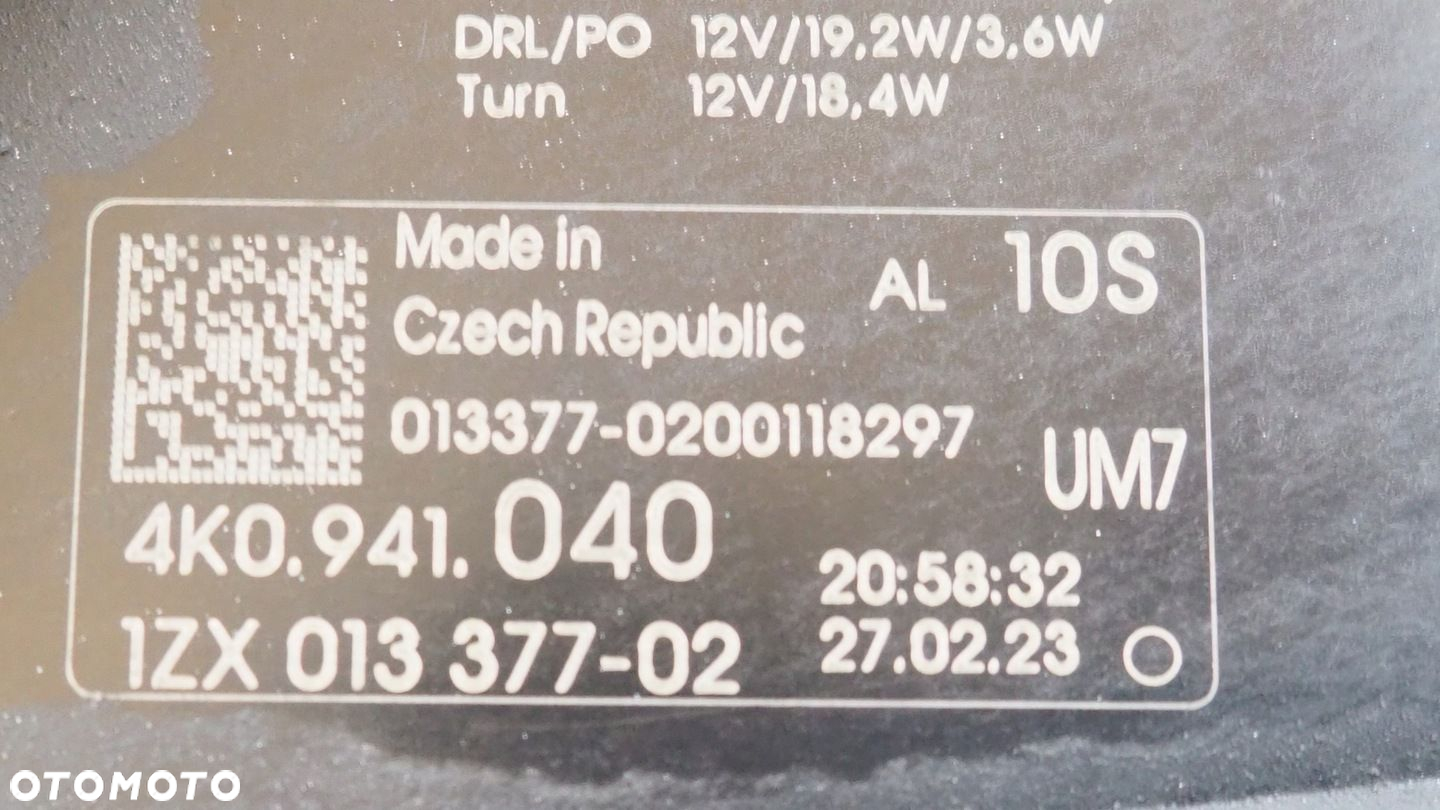 DRL/PO 12V/19,2W/3,6W
Turn 12V/18,4W
Made in
Czech Republic
AL 10S
013377-0200118297
UM7
4K0.941.040
20:58:32
1ZX 013 377-02
27.02.23
OTOMOTO